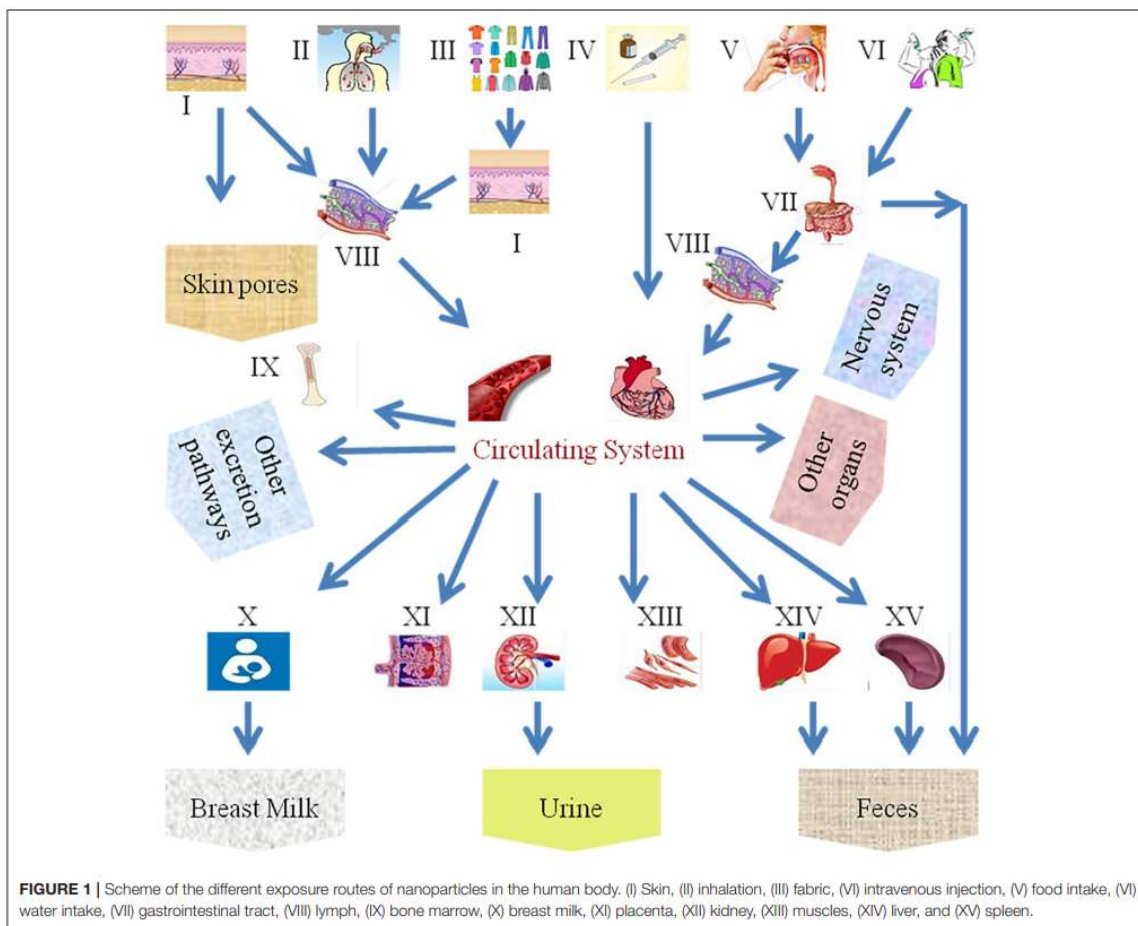 II
III
IV
V
VI
I
VII
VIII
I
VIII
Skin pores
Nervous
system
IX
Circulating System
Other
excretion
pathways
Other
organs
X
XI
XII
XIII
XIV
XV
Breast Milk
Urine
Feces
FIGURE 1 | Scheme of the different exposure routes of nanoparticles in the human body. (I) Skin, (II) inhalation, (III) fabric, (VI) intravenous injection, (V) food intake, (VI)
water intake, (VII) gastrointestinal tract, (VIII) lymph, (IX) bone marrow, (X) breast milk, (XI) placenta, (XII) kidney, (XIII) muscles, (XIV) liver, and (XV) spleen.